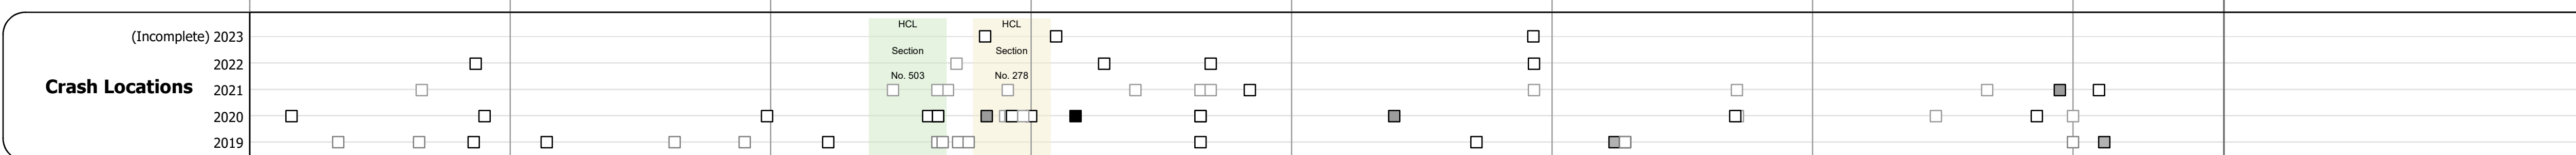 HCL
HCL
(Incomplete) 2023
Section
Section
2022
No. 503
No. 278
Crash Locations
2021
2020
2019